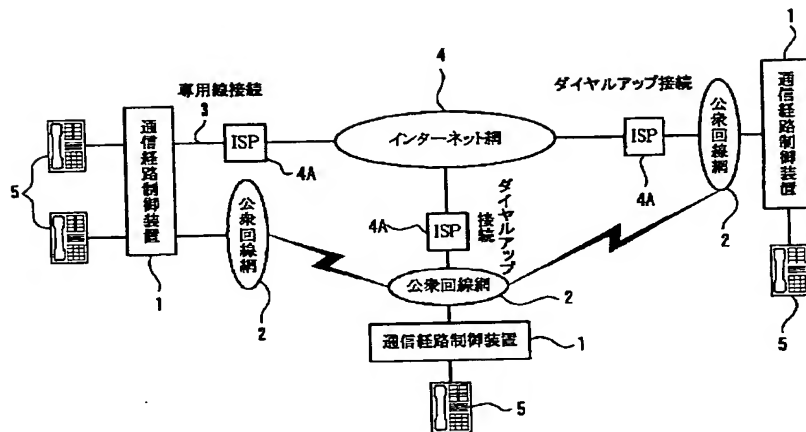 1
4
専用線接続
3
ダイヤルアップ接続
通信経路制御装置
ISP
4A
インターネット網
ISP
4A
公衆回線網
2
通信経路制御装置
5
1
公衆回線網
2
4A
ISP
ダイヤルアップ
接続
公衆回線網
2
通信経路制御装置
1
5
5